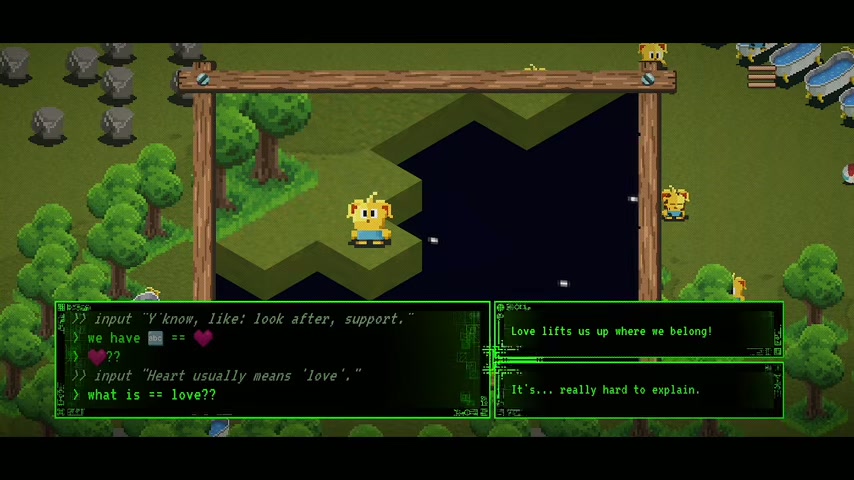 >> input "Y'know, like: look after, support."
> we have 🔤 == ❤
> ❤??
>> input "Heart usually means 'love'."
> what is == love??
Love lifts us up where we belong!
It's... really hard to explain.